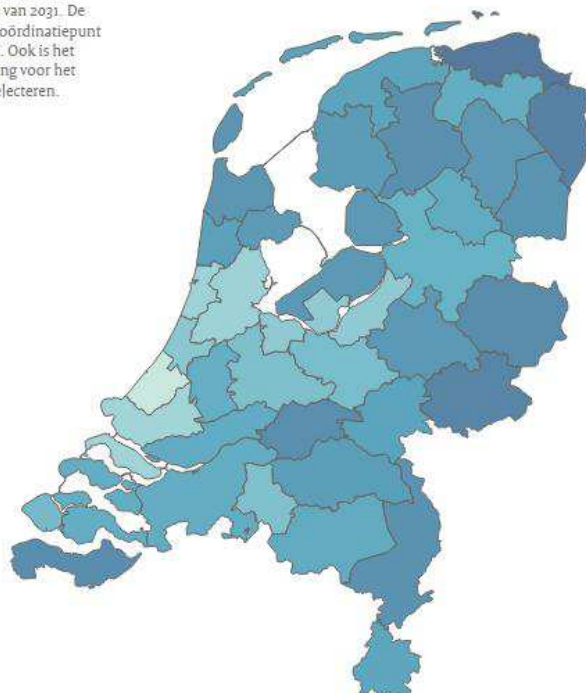 van 2031. De
oördinatiepunt
. Ook is het
ng voor het
electeren.